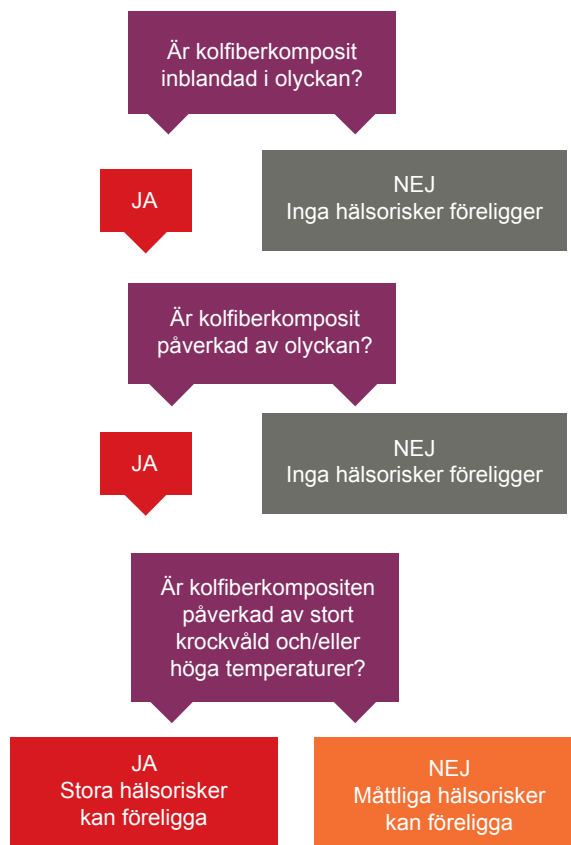 Är kolfiberkomposit
inblandad i olyckan?
JA
NEJ
Inga hälsorisker föreligger
Är kolfiberkomposit
påverkad av olyckan?
JA
NEJ
Inga hälsorisker föreligger
Är kolfiberkompositen
påverkad av stort
krockvåld och/eller
höga temperaturer?
JA
Stora hälsorisker
kan föreligga
NEJ
Måttliga hälsorisker
kan föreligga